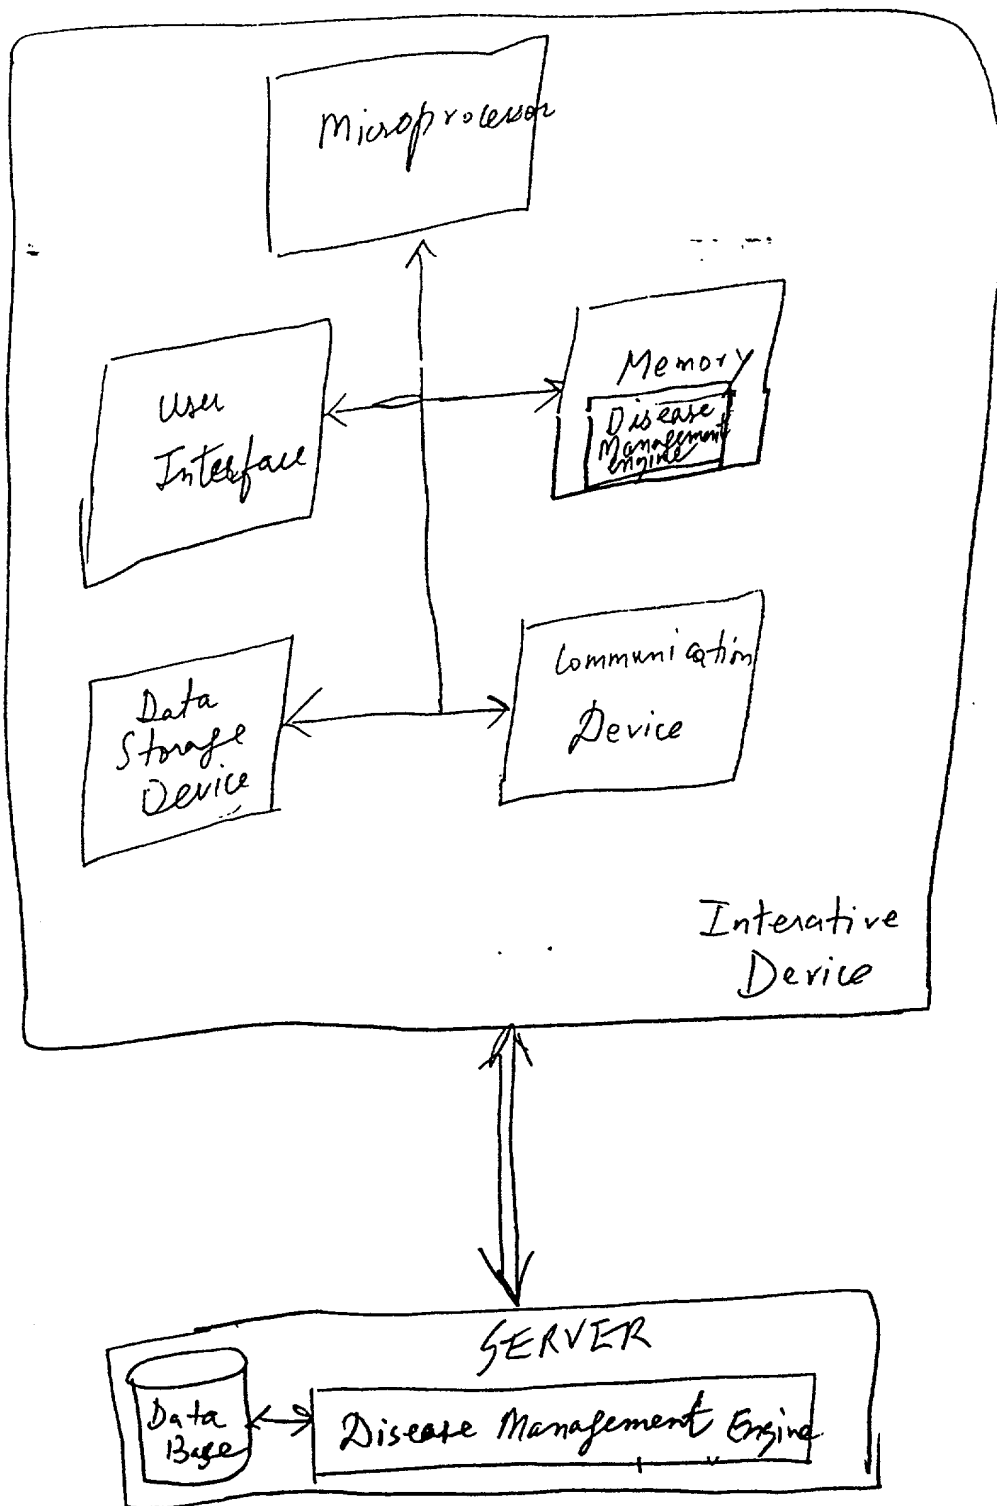 Microprocessor
User
Interface
Memory
Disease
Management
engine
Data
Storage
Device
Communication
Device
Interative
Device
SERVER
Data
Base
Disease Management Engine